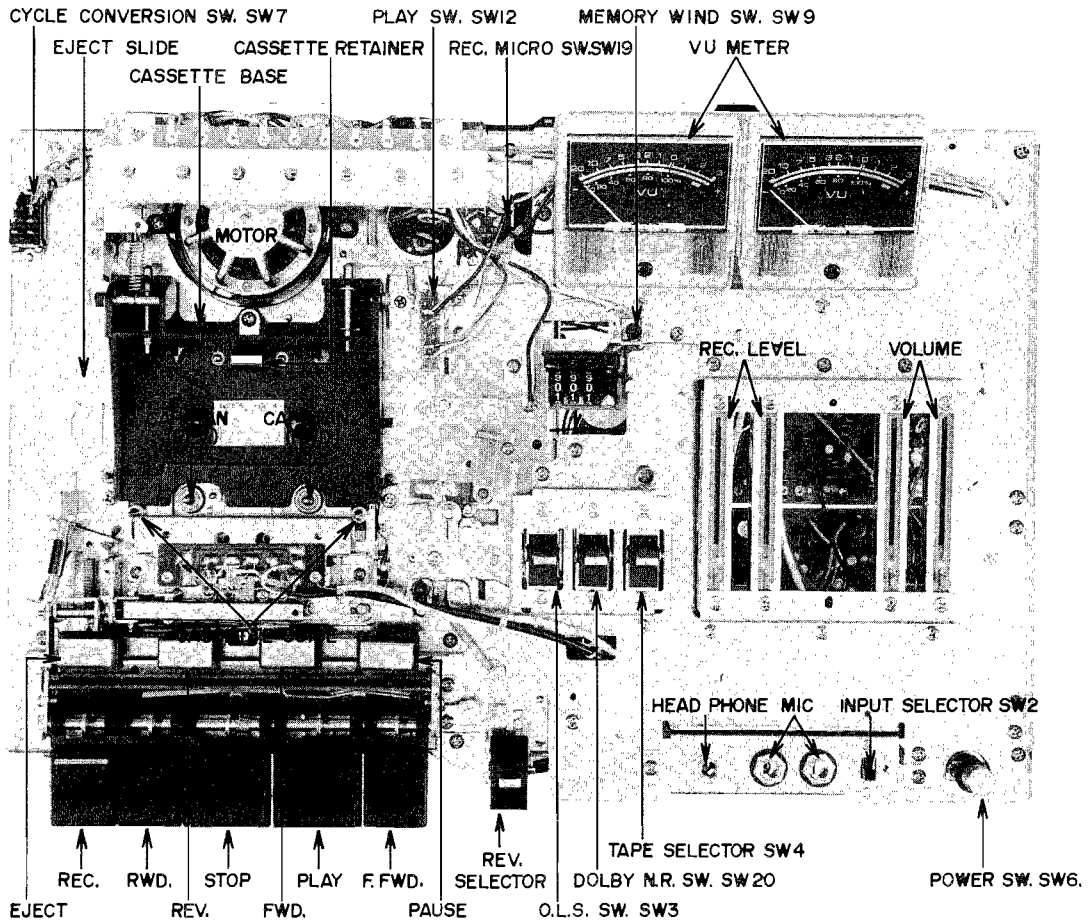 CYCLE CONVERSION SW. SW7
PLAY SW. SW12
MEMORY WIND SW. SW9
EJECT SLIDE
CASSETTE RETAINER
REC. MICRO SW.SW19
VU METER
CASSETTE BASE
VU
VU
MOTOR
REC. LEVEL
VOLUME
HEAD PHONE
MIC
INPUT SELECTOR SW2
REC.
RWD.
STOP
PLAY
F. FWD.
REV.
SELECTOR
TAPE SELECTOR SW4
DOLBY N.R. SW. SW20
POWER SW. SW6.
EJECT
REV.
FWD.
PAUSE
O.L.S. SW. SW3